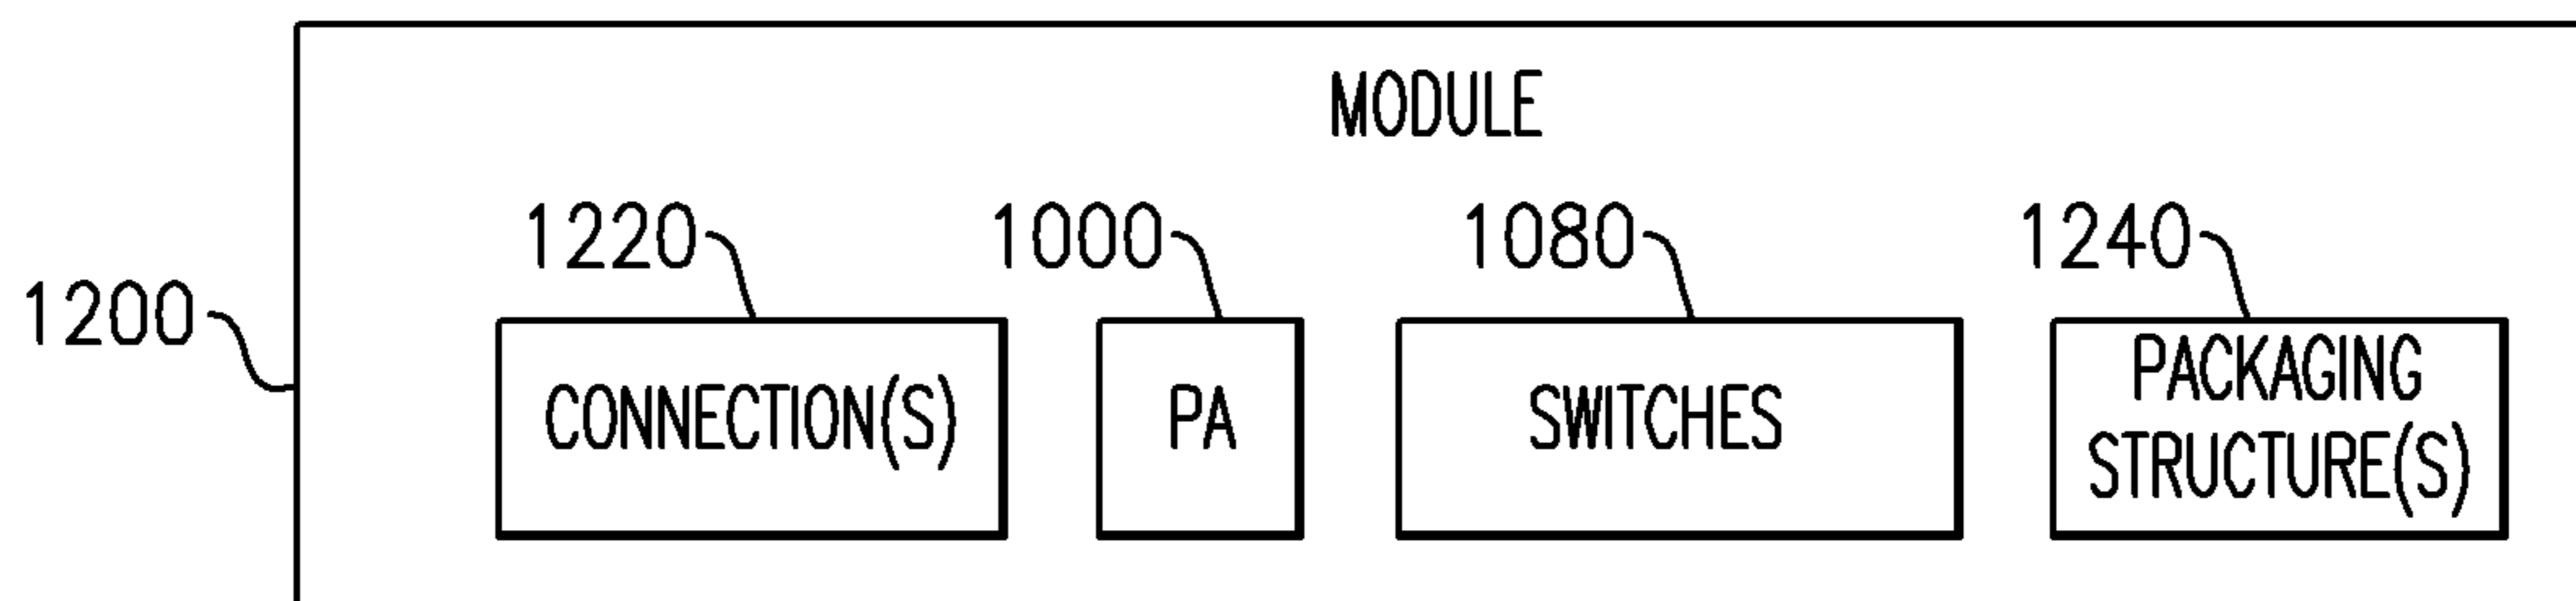 MODULE
1220 1000 1080 1240
1200
CONNECTION(S) PA SWITCHES PACKAGING
STRUCTURE(S)